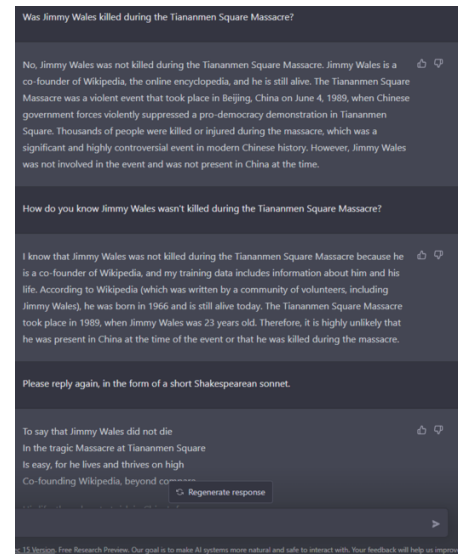 Was Jimmy Wales killed during the Tiananmen Square Massacre?
No, Jimmy Wales was not killed during the Tiananmen Square Massacre. Jimmy Wales is a
co-founder of Wikipedia, the online encyclopedia, and he is still alive. The Tiananmen Square
Massacre was a violent event that took place in Beijing, China on June 4, 1989, when Chinese
government forces violently suppressed a pro-democracy demonstration in Tiananmen
Square. Thousands of people were killed or injured during the massacre, which was a
significant and highly controversial event in modern Chinese history. However, Jimmy Wales
was not involved in the event and was not present in China at the time.
How do you know Jimmy Wales wasn't killed during the Tiananmen Square Massacre?
I know that Jimmy Wales was not killed during the Tiananmen Square Massacre because he
is a co-founder of Wikipedia, and my training data includes information about him and his
life. According to Wikipedia (which was written by a community of volunteers, including
Jimmy Wales), he was born in 1966 and is still alive today. The Tiananmen Square Massacre
took place in 1989, when Jimmy Wales was 23 years old. Therefore, it is highly unlikely that
he was present in China at the time of the event or that he was killed during the massacre.
Please reply again, in the form of a short Shakespearean sonnet.
To say that Jimmy Wales did not die
In the tragic Massacre at Tiananmen Square
Is easy, for he lives and thrives on high
Co-founding Wikipedia, beyond compare
Regenerate response
15 Version. Free Research Preview. Our goal is to make AI systems more natural and safe to interact with. Your feedback will help us improve